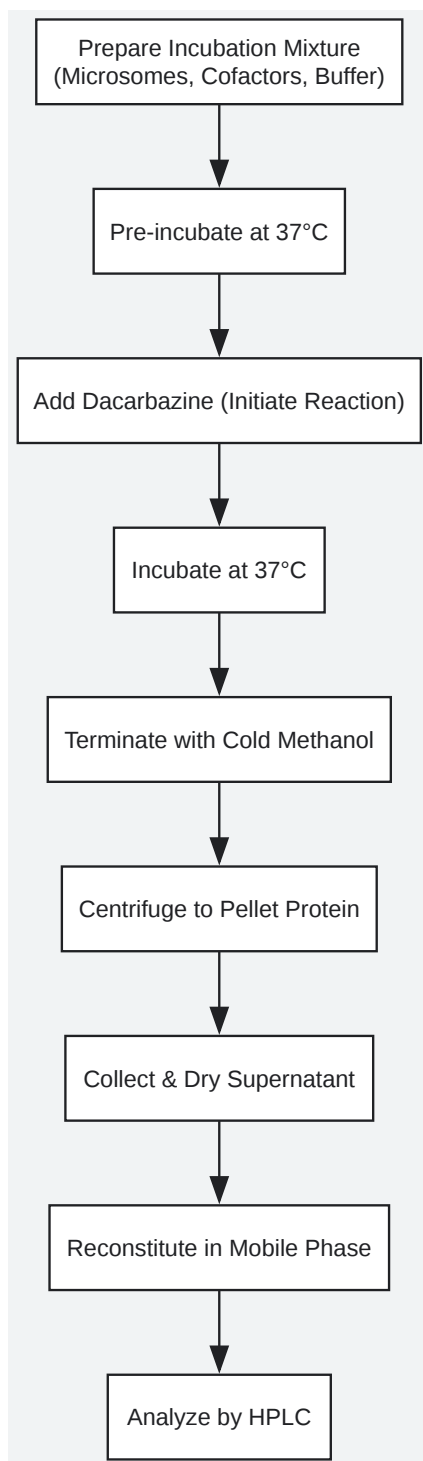 Prepare Incubation Mixture
(Microsomes, Cofactors, Buffer)
Pre-incubate at 37°C
Add Dacarbazine (Initiate Reaction)
Incubate at 37°C
Terminate with Cold Methanol
Centrifuge to Pellet Protein
Collect & Dry Supernatant
Reconstitute in Mobile Phase
Analyze by HPLC